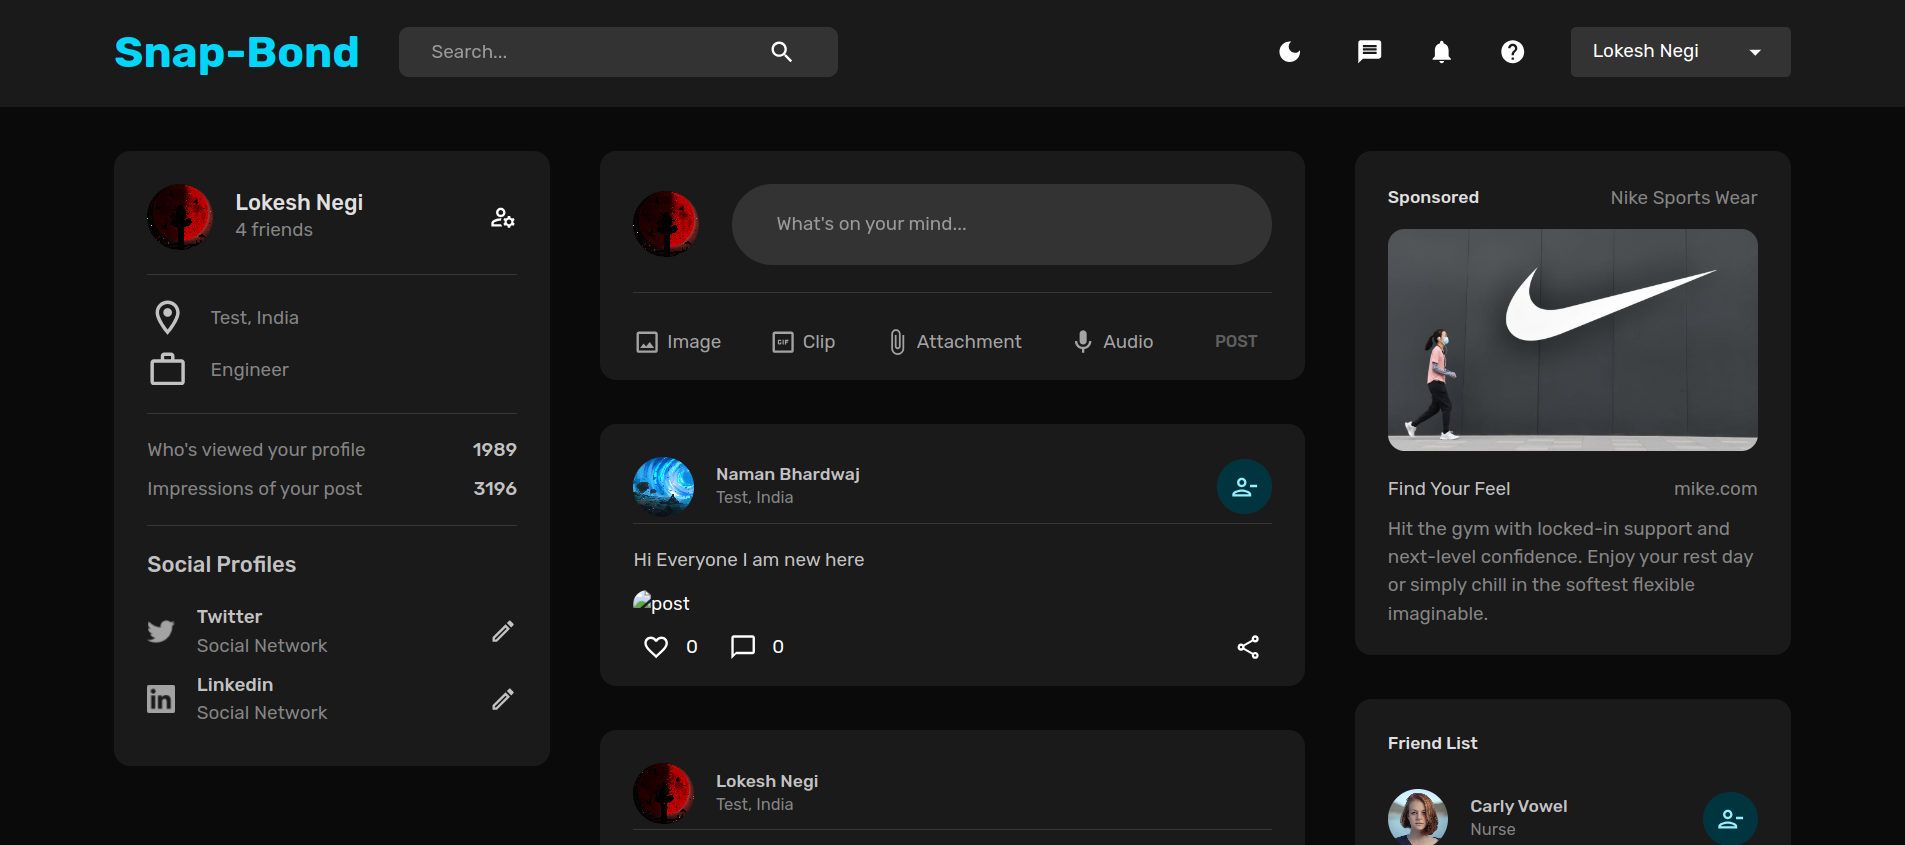 Snap-Bond
Search...
Lokesh Negi
Lokesh Negi
4 friends
Test, India
Engineer
Who's viewed your profile 1989
Impressions of your post 3196
Social Profiles
Twitter
Social Network
Linkedin
Social Network
What's on your mind...
Image GIF Clip Attachment Audio POST
Naman Bhardwaj
Test, India
Hi Everyone I am new here
post
0 0
Lokesh Negi
Test, India
Sponsored Nike Sports Wear
Find Your Feel mike.com
Hit the gym with locked-in support and
next-level confidence. Enjoy your rest day
or simply chill in the softest flexible
imaginable.
Friend List
Carly Vowel
Nurse